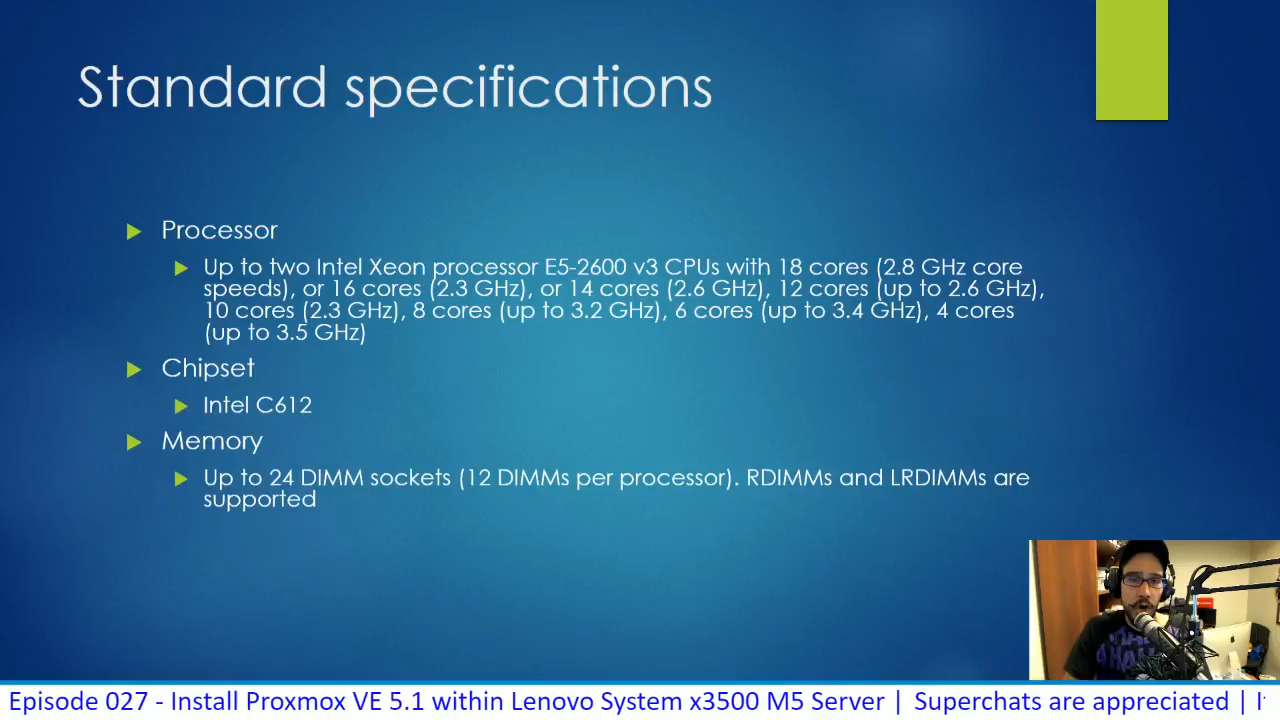 Standard specifications
Processor
Up to two Intel Xeon processor E5-2600 v3 CPUs with 18 cores (2.8 GHz core
speeds), or 16 cores (2.3 GHz), or 14 cores (2.6 GHz), 12 cores (up to 2.6 GHz),
10 cores (2.3 GHz), 8 cores (up to 3.2 GHz), 6 cores (up to 3.4 GHz), 4 cores
(up to 3.5 GHz)
Chipset
Intel C612
Memory
Up to 24 DIMM sockets (12 DIMMs per processor). RDIMMs and LRDIMMs are
supported
Episode 027 - Install Proxmox VE 5.1 within Lenovo System x3500 M5 Server | Superchats are appreciated |